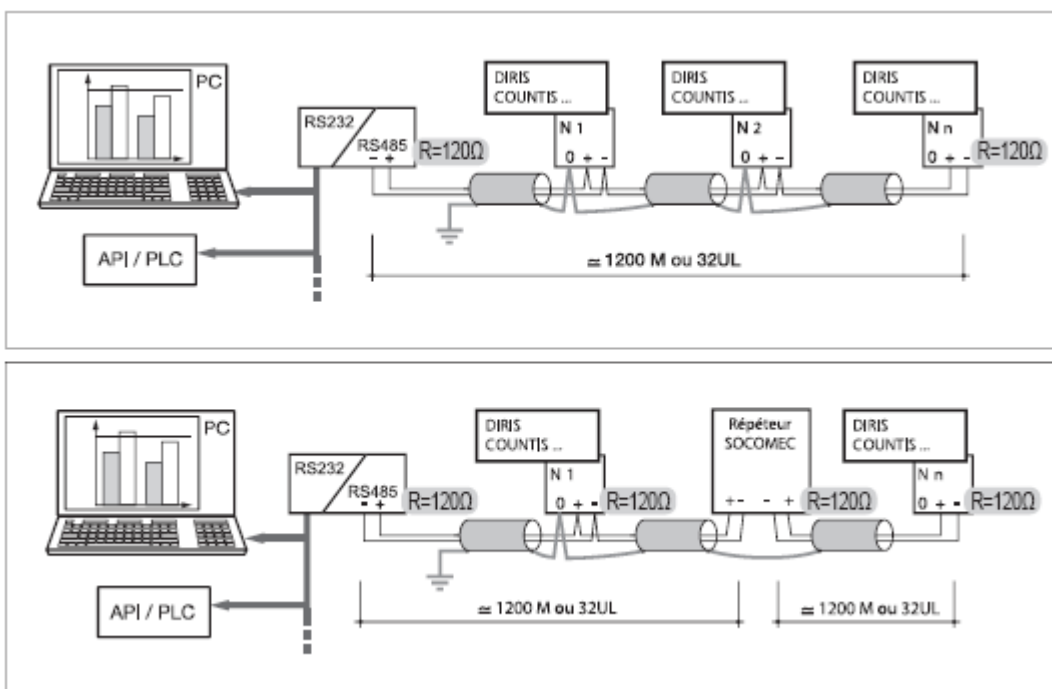 PC
RS232
RS485
- +
R=120Ω
API / PLC
DIRIS
COUNTIS ...
N 1
0 + -
DIRIS
COUNTIS ...
N 2
0 + -
DIRIS
COUNTIS ...
N n
0 + -
R=120Ω
≃ 1200 M ou 32UL
PC
RS232
RS485
- +
R=120Ω
API / PLC
DIRIS
COUNTIS ...
N 1
0 + -
R=120Ω
Répéteur
SOCOMEC
+ - - +
R=120Ω
DIRIS
COUNTIS ...
N n
0 + -
R=120Ω
≃ 1200 M ou 32UL
≃ 1200 M ou 32UL